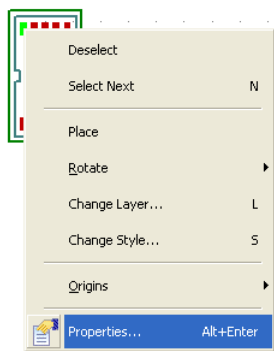 Deselect
Select Next N
Place
Rotate
Change Layer... L
Change Style... S
Origins
Properties... Alt+Enter